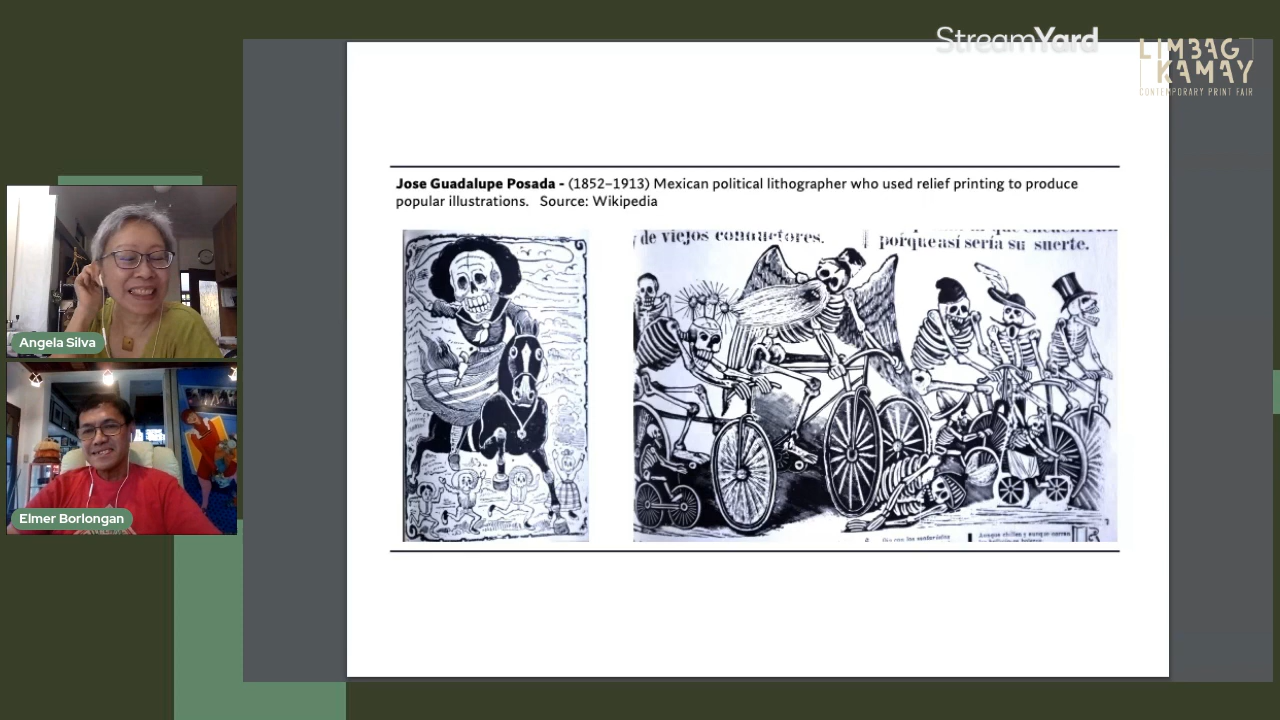 StreamYard
LIMBAG
KAMAY
CONTEMPORARY PRINT FAIR
Jose Guadalupe Posada - (1852–1913) Mexican political lithographer who used relief printing to produce
popular illustrations. Source: Wikipedia
de viejos conductores.
porque así sería su suerte.
Angela Silva
Elmer Borlongan